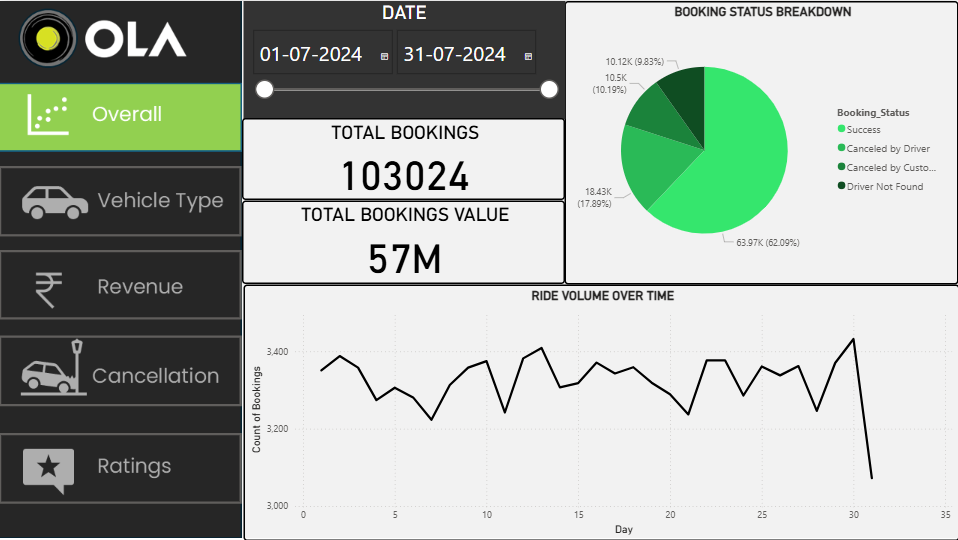 OLA
Overall
Vehicle Type
Revenue
Cancellation
Ratings
DATE
01-07-2024
31-07-2024
TOTAL BOOKINGS
103024
TOTAL BOOKINGS VALUE
57M
BOOKING STATUS BREAKDOWN
10.12K (9.83%)
10.5K
(10.19%)
18.43K
(17.89%)
63.97K (62.09%)
Booking_Status
Success
Canceled by Driver
Canceled by Custo...
Driver Not Found
RIDE VOLUME OVER TIME
Count of Bookings
3,400
3,200
3,000
0 5 10 15 20 25 30 35
Day